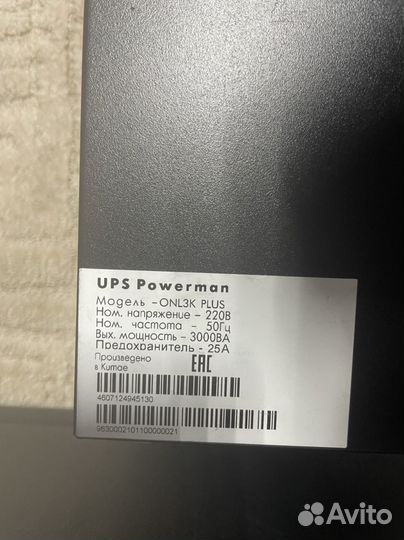 UPS Powerman
Модель - ONL3K PLUS
Ном. напряжение - 220В
Ном. частота - 50Гц
Вых. мощность - 3000ВА
Предохранитель - 25А
Произведено
в Китае
EAC
4607124945130
9630002101100000021
Avito